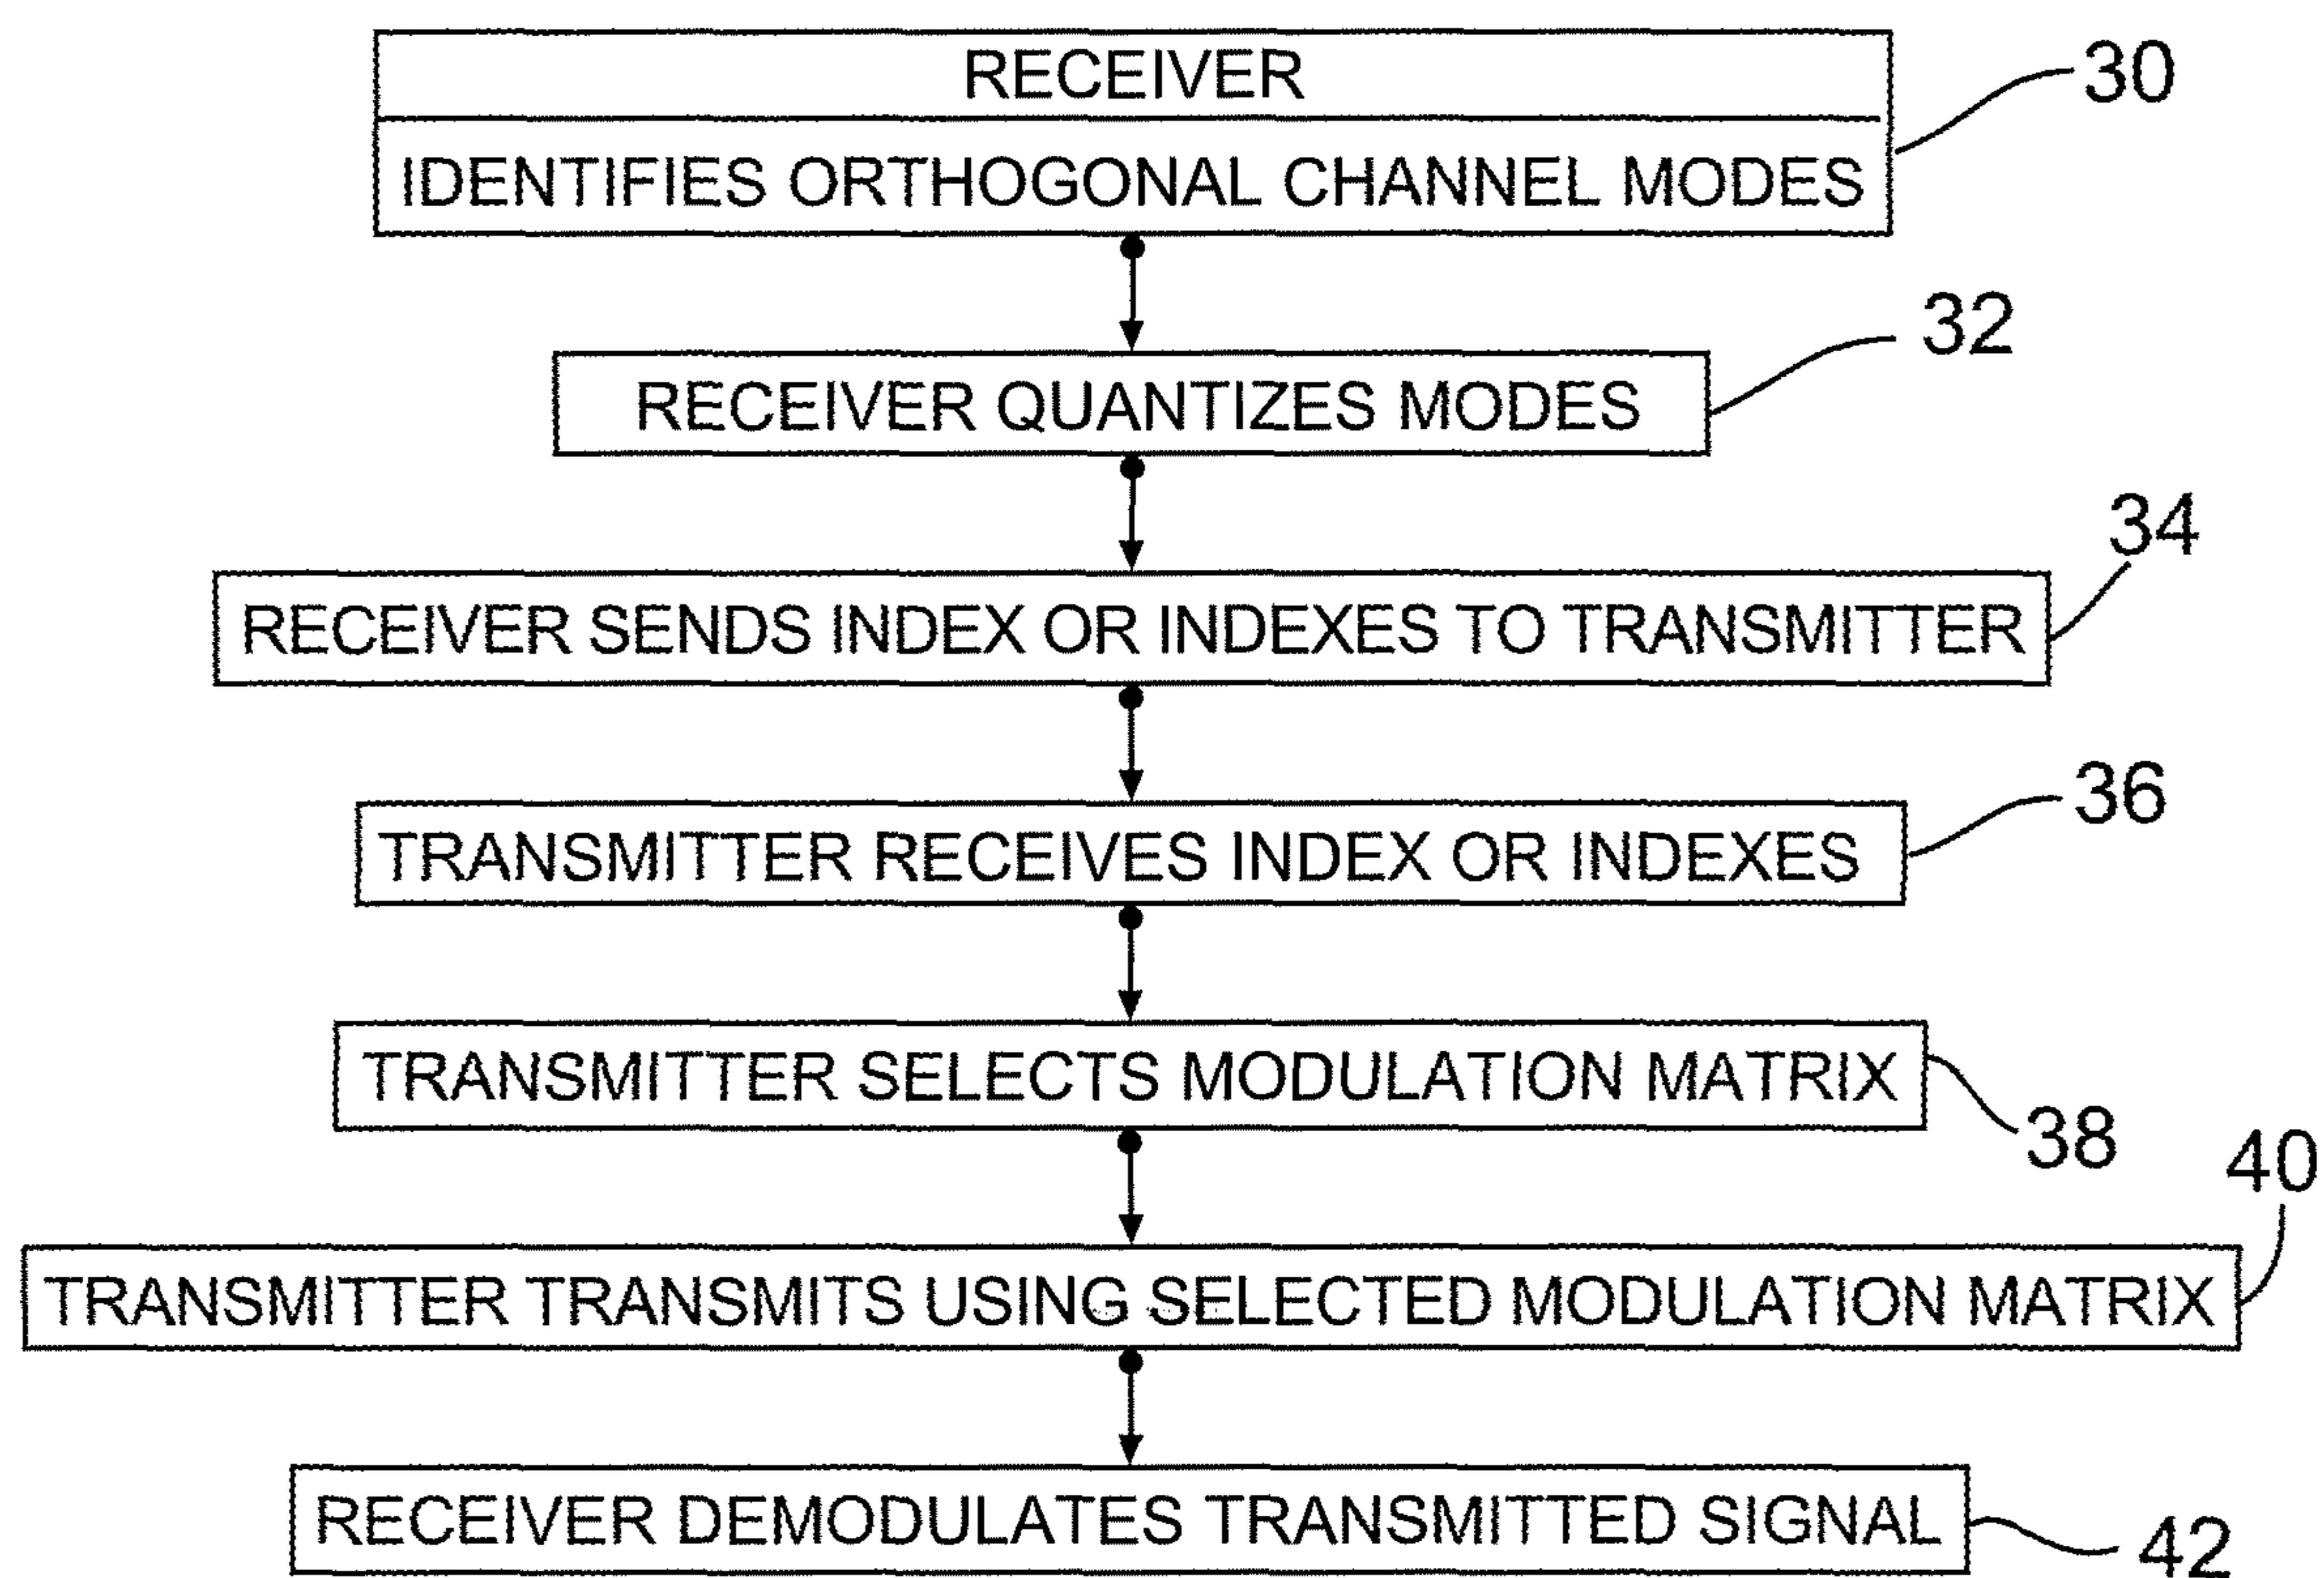 RECEIVER
30
IDENTIFIES ORTHOGONAL CHANNEL MODES
32
RECEIVER QUANTIZES MODES
34
RECEIVER SENDS INDEX OR INDEXES TO TRANSMITTER
36
TRANSMITTER RECEIVES INDEX OR INDEXES
TRANSMITTER SELECTS MODULATION MATRIX
38
40
TRANSMITTER TRANSMITS USING SELECTED MODULATION MATRIX
RECEIVER DEMODULATES TRANSMITTED SIGNAL
42